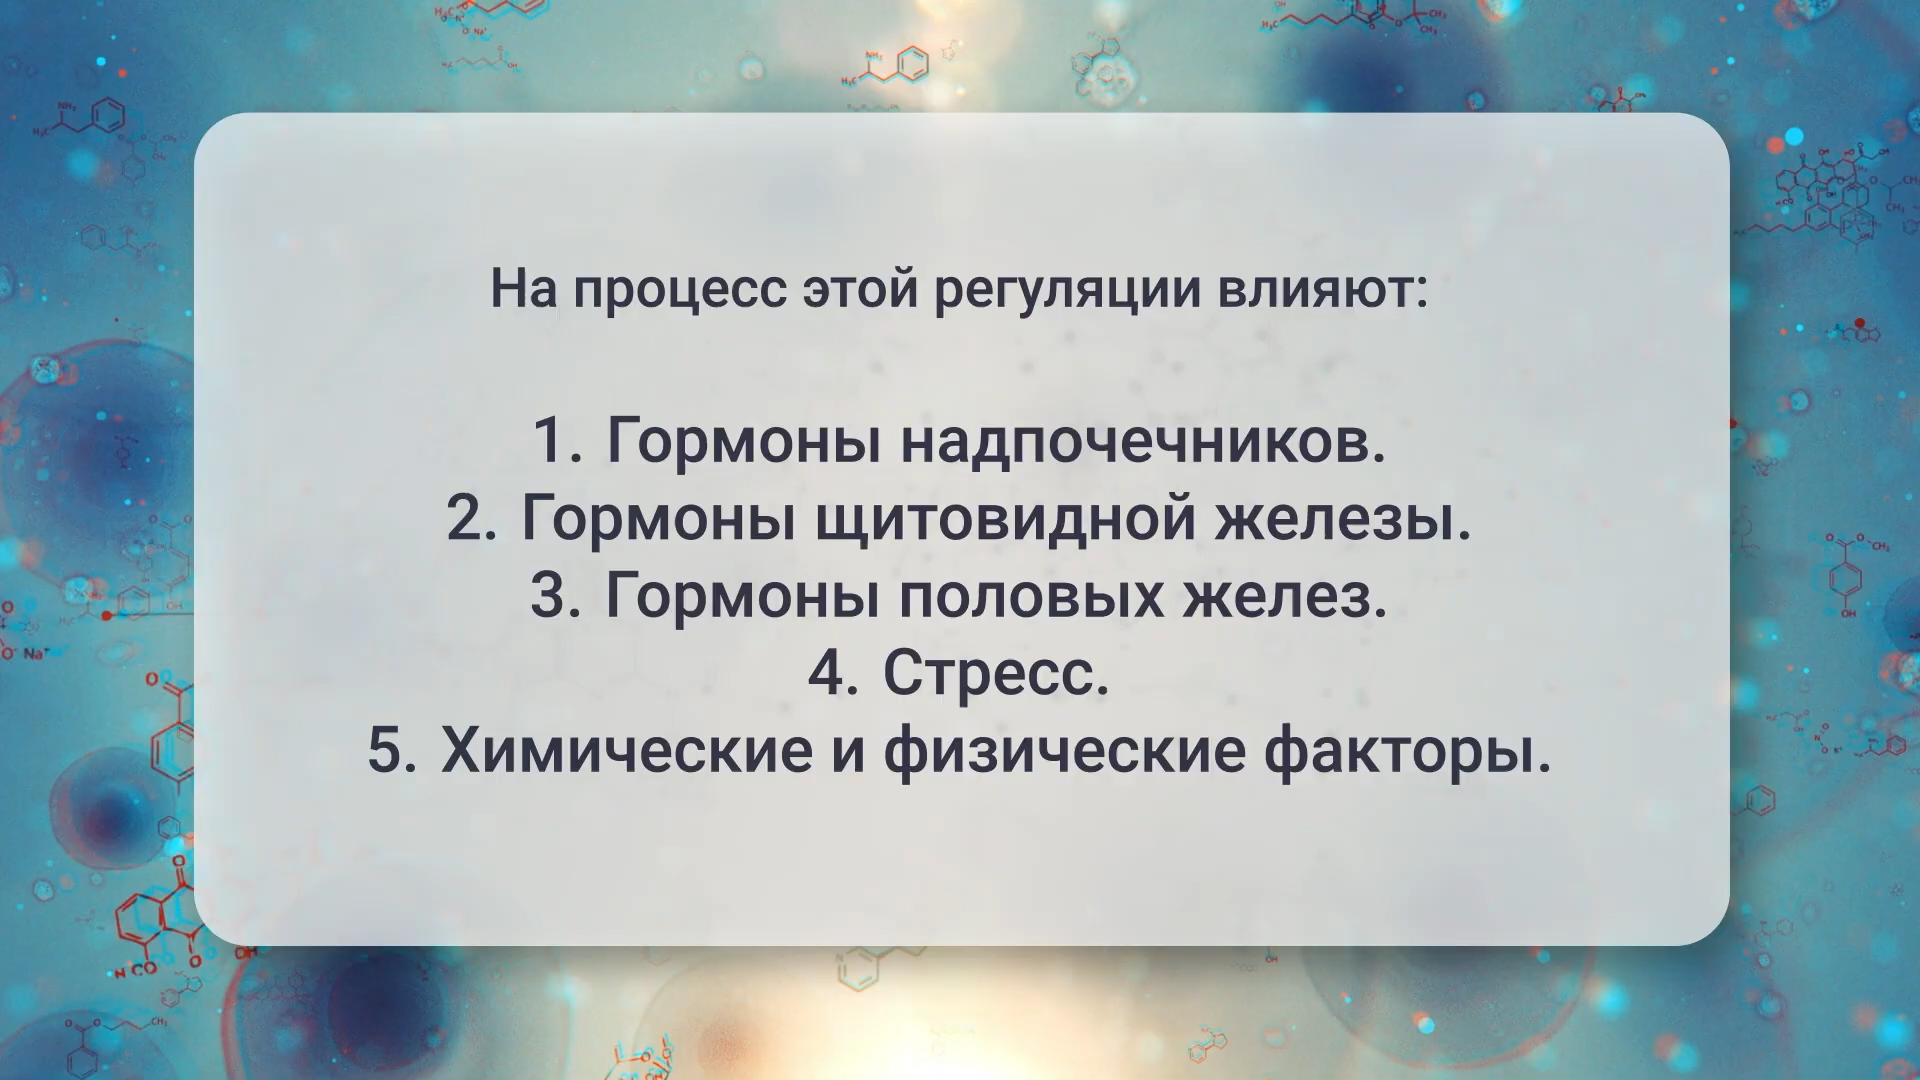 На процесс этой регуляции влияют:
1. Гормоны надпочечников.
2. Гормоны щитовидной железы.
3. Гормоны половых желез.
4. Стресс.
5. Химические и физические факторы.